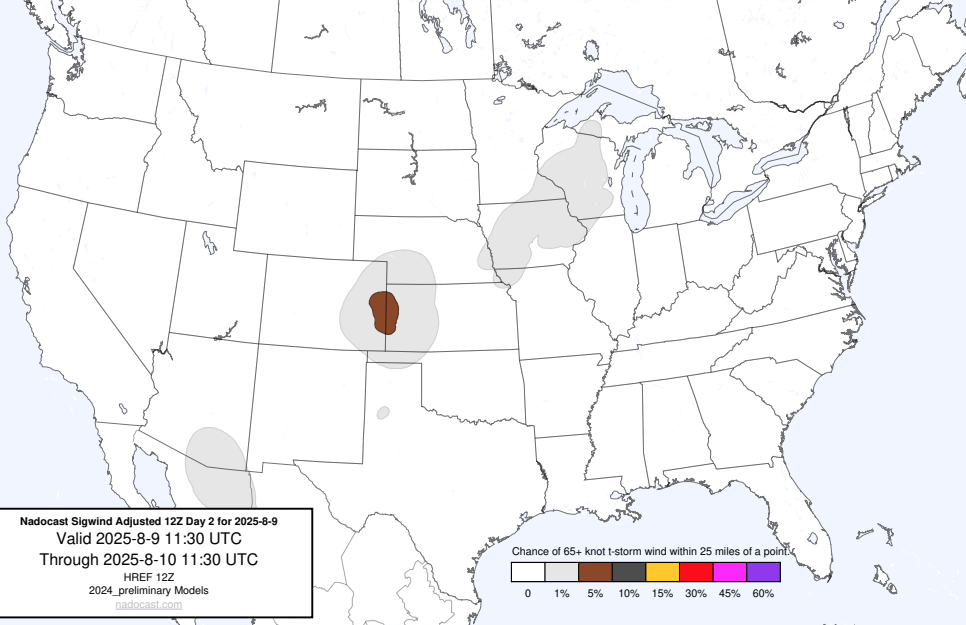 Nadocast Sigwind Adjusted 12Z Day 2 for 2025-8-9
Valid 2025-8-9 11:30 UTC
Through 2025-8-10 11:30 UTC
HREF 12Z
2024_preliminary Models
nadocast.com
Chance of 65+ knot t-storm wind within 25 miles of a point.
0 1% 5% 10% 15% 30% 45% 60%